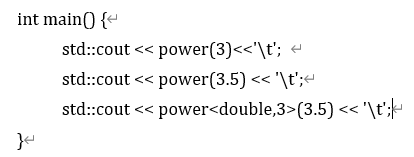 int main() {
std::cout << power(3)<<'\t';
std::cout << power(3.5) << '\t';
std::cout << power<double,3>(3.5) << '\t';
}